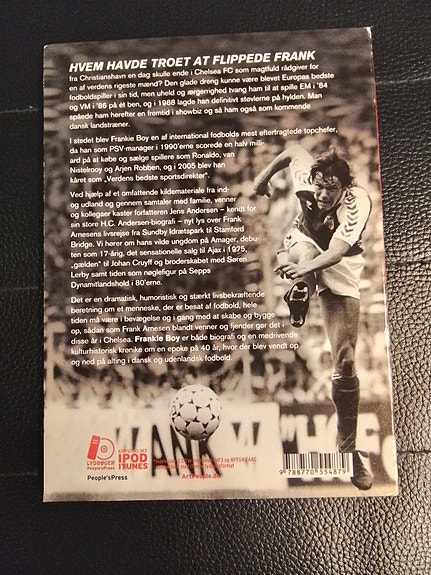 HVEM HAVDE TROET AT FLIPPEDE FRANK
fra Christianshavn en dag skulle ende i Chelsea FC som magtfuld rådgiver for
en af verdens rigeste mænd? Den glade dreng kunne være blevet Europas bedste
fodboldspiller i sin tid, men uheld og ærgerrighed tvang ham til at spille EM i '84
og VM i '86 på ét ben, og i 1988 lagde han definitivt støvlerne på hylden. Man
spåede ham herefter en fremtid i showbiz og så ham også som kommende
dansk landstræner.
I stedet blev Frankie Boy en af international fodbolds mest eftertragtede topchefer,
da han som PSV-manager i 1990'erne scorede en halv milli-
ard på at købe og sælge spillere som Ronaldo, van
Nistelrooy og Arjen Robben, og i 2005 blev han
kåret som „Verdens bedste sportsdirektør".
Ved hjælp af et omfattende kildemateriale fra ind-
og udland og gennem samtaler med familie, venner
og kollegaer kaster forfatteren Jens Andersen – kendt for
sin store H.C. Andersen-biografi – nyt lys over Frank
Arnesens livsrejse fra Sundby Idrætspark til Stamford
Bridge. Vi hører om hans vilde ungdom på Amager, debu-
ten som 17-årig, det sensationelle salg til Ajax i 1975,
„gælden" til Johan Cruyff og broderskabet med Søren
Lerby samt tiden som nøglefigur på Sepps
Dynamitlandshold i 80'erne.
Det er en dramatisk, humoristisk og stærkt livsbekræftende
beretning om et menneske, der er besat af fodbold, hele
tiden må være i bevægelse og i gang med at skabe og bygge
op, sådan som Frank Arnesen blandt venner og fjender gør det i
disse år i Chelsea. Frankie Boy er både biografi og en medrivende
kulturhistorisk krønike om en epoke på 40 år, hvor der blev vendt op
og ned på alting i dansk og udenlandsk fodbold.
LYDBØGER
People'sPress
KOMPATIBEL MED
IPOD
ITUNES
People'sPress
ArtPeople.dk
9 788770 554879